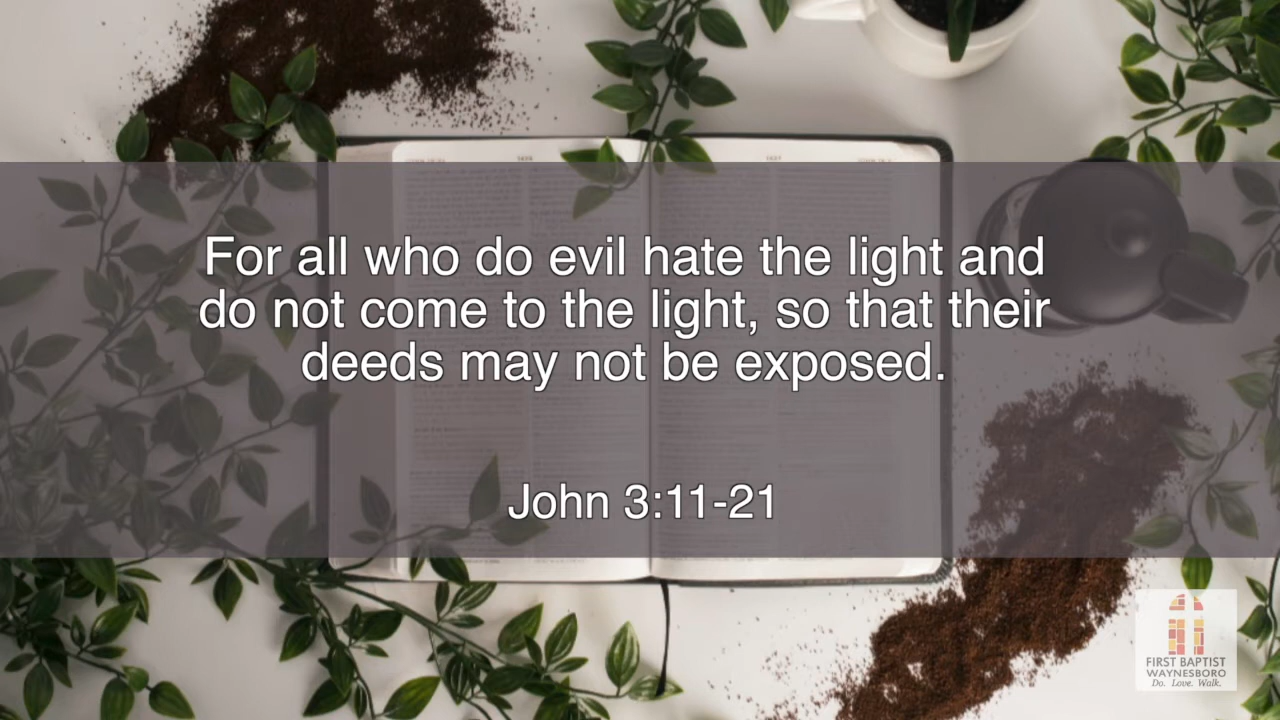 For all who do evil hate the light and
do not come to the light, so that their
deeds may not be exposed.
John 3:11-21
FIRST BAPTIST
WAYNESBORO
Do. Love. Walk.